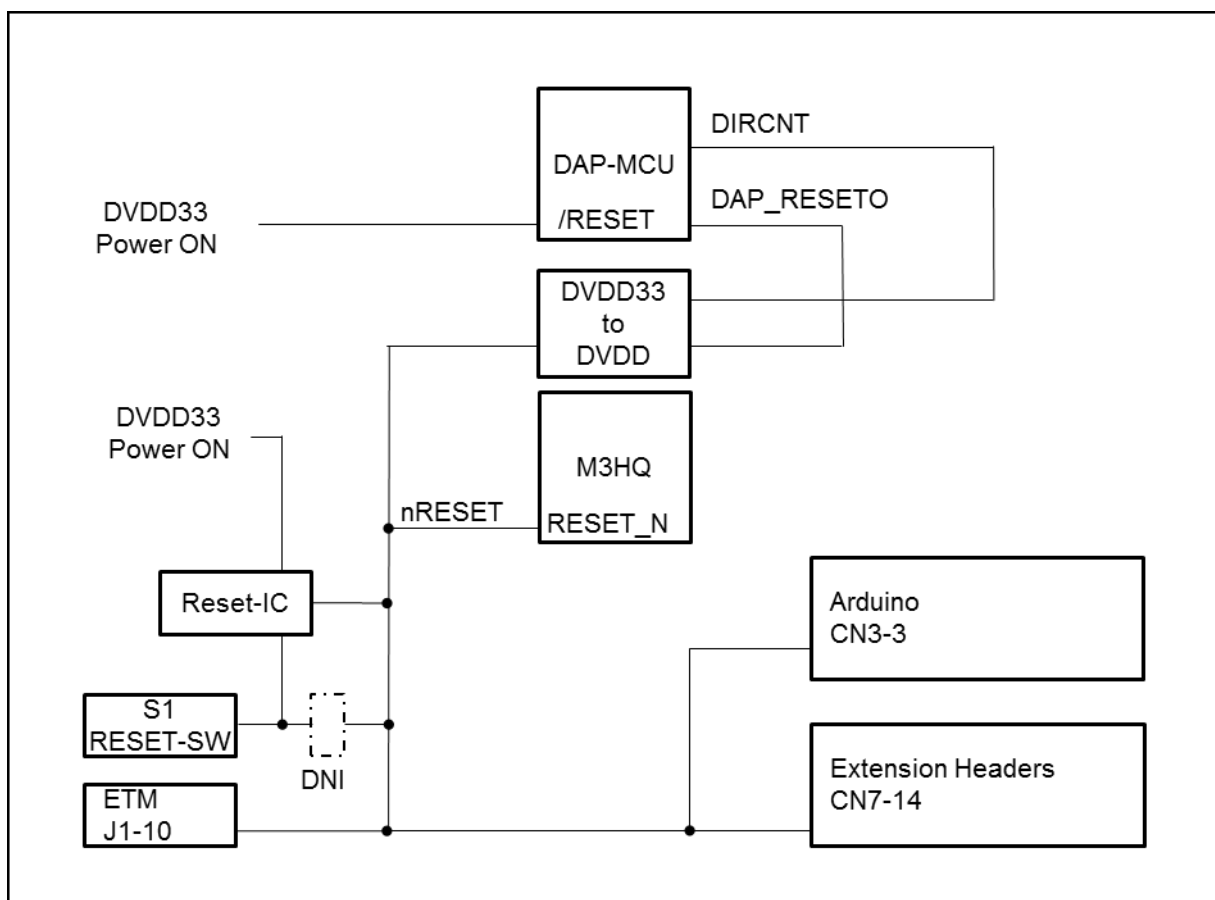 DIRCNT
DAP-MCU
DAP_RESETO
/RESET
DVDD33
Power ON
DVDD33
to
DVDD
DVDD33
Power ON
M3HQ
nRESET
RESET_N
Reset-IC
Arduino
CN3-3
S1
RESET-SW
DNI
Extension Headers
CN7-14
ETM
J1-10